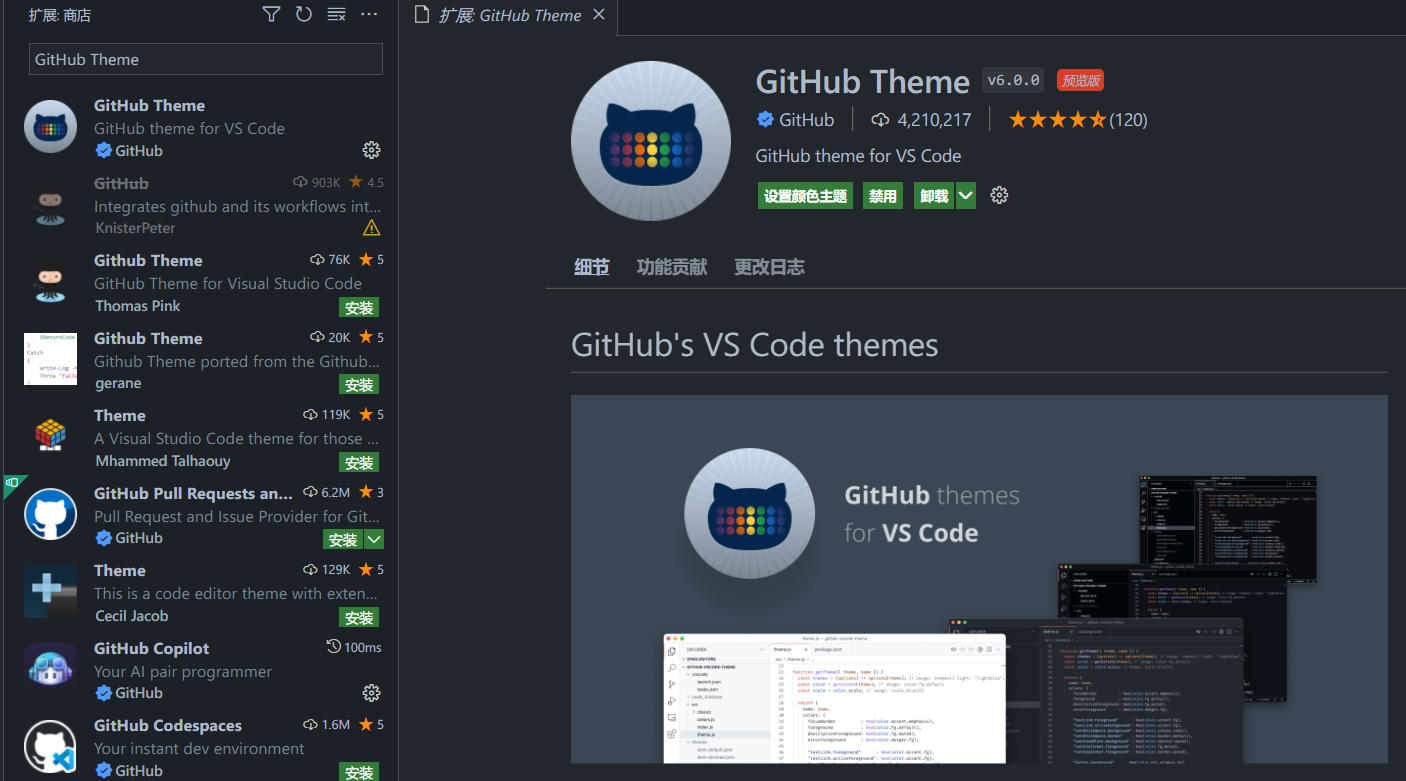 扩展: 商店
GitHub Theme
GitHub Theme
GitHub theme for VS Code
GitHub
GitHub 903K 4.5
Integrates github and its workflows int...
KnisterPeter
Github Theme 76K 5
GitHub Theme for Visual Studio Code
Thomas Pink
安装
Github Theme 20K 5
Github Theme ported from the Github...
gerane
安装
Theme 119K 5
A Visual Studio Code theme for those ...
Mhammed Talhaouy
安装
GitHub Pull Requests an... 6.2M 3
Pull Request and Issue Provider for Git...
GitHub
安装
Theme 129K 5
This is a code editor theme with exten...
Cecil Jacob
安装
GitHub Copilot 100ms
Your AI pair programmer
GitHub
GitHub Codespaces 1.6M 5
Your instant dev environment
GitHub
安装
扩展: GitHub Theme
GitHub Theme v6.0.0 预览版
GitHub 4,210,217 (120)
GitHub theme for VS Code
设置颜色主题 禁用 卸载
细节 功能贡献 更改日志
GitHub's VS Code themes
GitHub themes
for VS Code